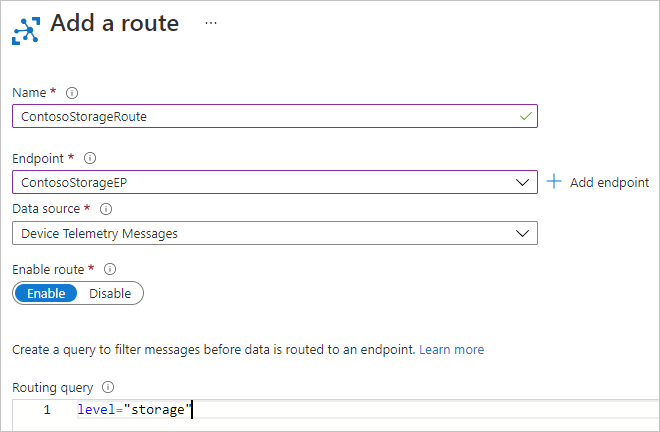 Add a route ...
Name *
ContosoStorageRoute
Endpoint *
ContosoStorageEP
Add endpoint
Data source *
Device Telemetry Messages
Enable route *
Enable Disable
Create a query to filter messages before data is routed to an endpoint. Learn more
Routing query
1 level="storage"